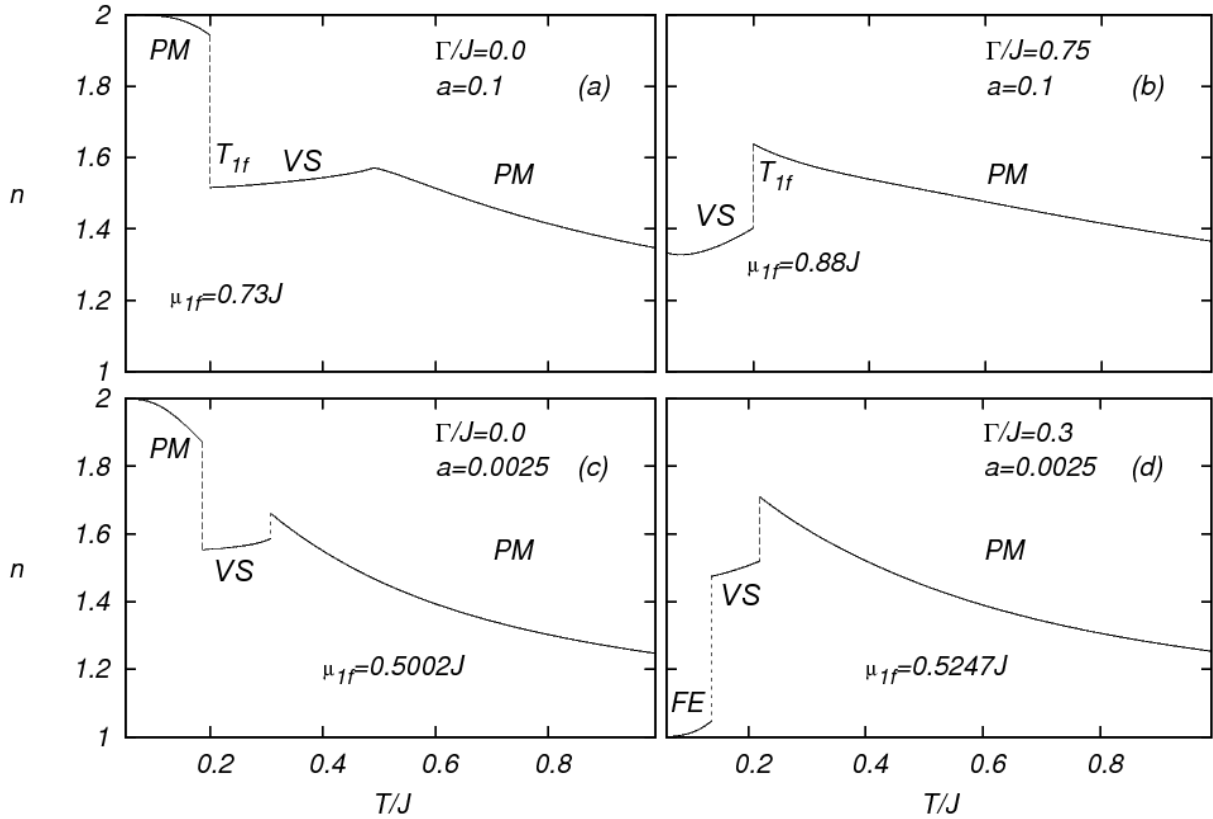 2
1.8
1.6
1.4
1.2
1
n
PM
T1f
VS
PM
Γ/J=0.0
a=0.1 (a)
μ1f=0.73J
VS
T1f
PM
Γ/J=0.75
a=0.1 (b)
μ1f=0.88J
2
1.8
1.6
1.4
1.2
1
n
PM
VS
PM
Γ/J=0.0
a=0.0025 (c)
μ1f=0.5002J
0.2 0.4 0.6 0.8
T/J
FE
VS
PM
Γ/J=0.3
a=0.0025 (d)
μ1f=0.5247J
0.2 0.4 0.6 0.8
T/J